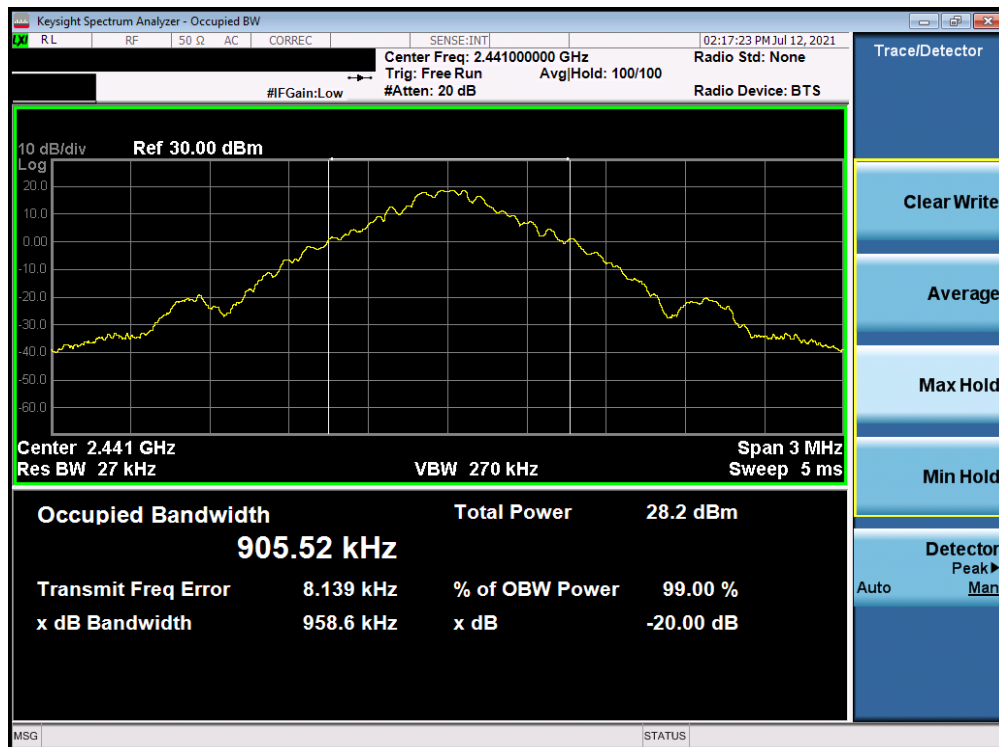 Keysight Spectrum Analyzer - Occupied BW
LXI RL RF 50 Ω AC CORREC SENSE:INT 02:17:23 PM Jul 12, 2021
Center Freq: 2.441000000 GHz Radio Std: None
Trig: Free Run Avg|Hold: 100/100
#IFGain:Low #Atten: 20 dB Radio Device: BTS
Trace/Detector
10 dB/div Ref 30.00 dBm
Log
20.0
10.0
0.00
-10.0
-20.0
-30.0
-40.0
-50.0
-60.0
Center 2.441 GHz Span 3 MHz
Res BW 27 kHz VBW 270 kHz Sweep 5 ms
Occupied Bandwidth Total Power 28.2 dBm
905.52 kHz
Transmit Freq Error 8.139 kHz % of OBW Power 99.00 %
x dB Bandwidth 958.6 kHz x dB -20.00 dB
Clear Write
Average
Max Hold
Min Hold
Detector
Peak▶
Auto Man
MSG STATUS